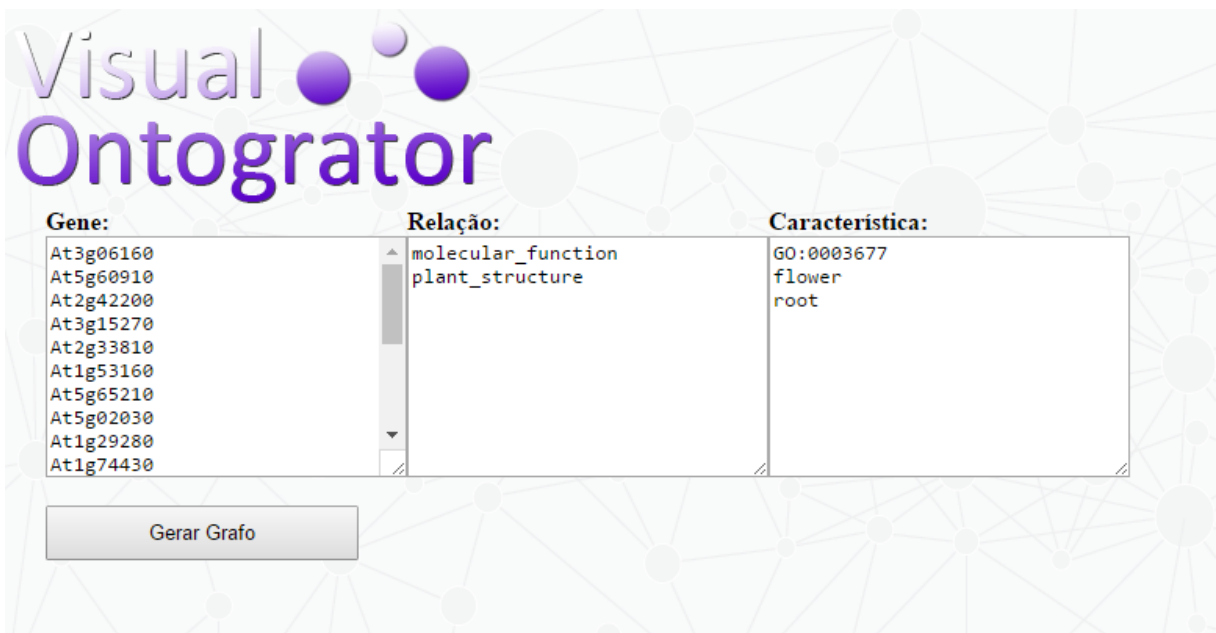 Visual
Ontogrator
Gene:
At3g06160
At5g60910
At2g42200
At3g15270
At2g33810
At1g53160
At5g65210
At5g02030
At1g29280
At1g74430
Relação:
molecular_function
plant_structure
Característica:
GO:0003677
flower
root
Gerar Grafo